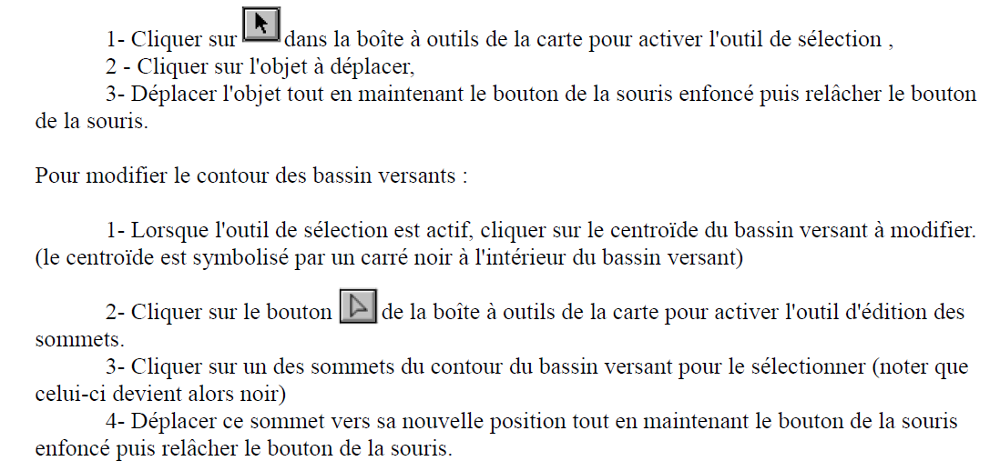 1- Cliquer sur dans la boîte à outils de la carte pour activer l'outil de sélection ,
2 - Cliquer sur l'objet à déplacer,
3- Déplacer l'objet tout en maintenant le bouton de la souris enfoncé puis relâcher le bouton
de la souris.
Pour modifier le contour des bassin versants :
1- Lorsque l'outil de sélection est actif, cliquer sur le centroïde du bassin versant à modifier.
(le centroïde est symbolisé par un carré noir à l'intérieur du bassin versant)
2- Cliquer sur le bouton de la boîte à outils de la carte pour activer l'outil d'édition des
sommets.
3- Cliquer sur un des sommets du contour du bassin versant pour le sélectionner (noter que
celui-ci devient alors noir)
4- Déplacer ce sommet vers sa nouvelle position tout en maintenant le bouton de la souris
enfoncé puis relâcher le bouton de la souris.